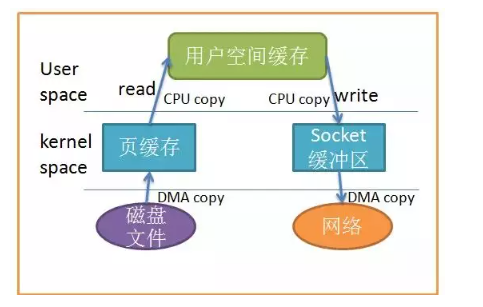 用户空间缓存
User
space
read
CPU copy
CPU copy
write
kernel
space
页缓存
Socket
缓冲区
DMA copy
DMA copy
磁盘
文件
网络